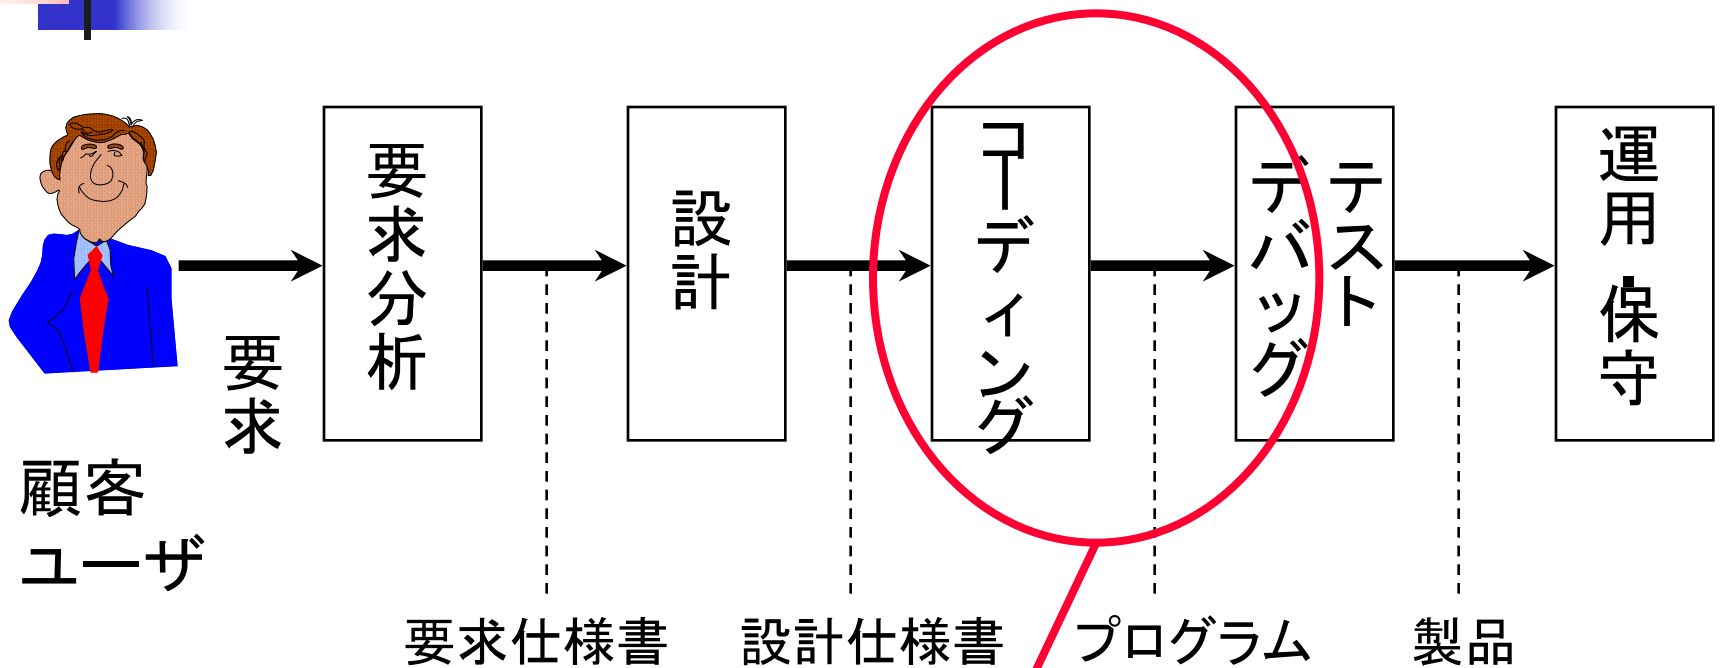 要求分析
設計
コーディング
テスト
デバッグ
運用・保守
要求
顧客
ユーザ
要求仕様書
設計仕様書
プログラム
製品